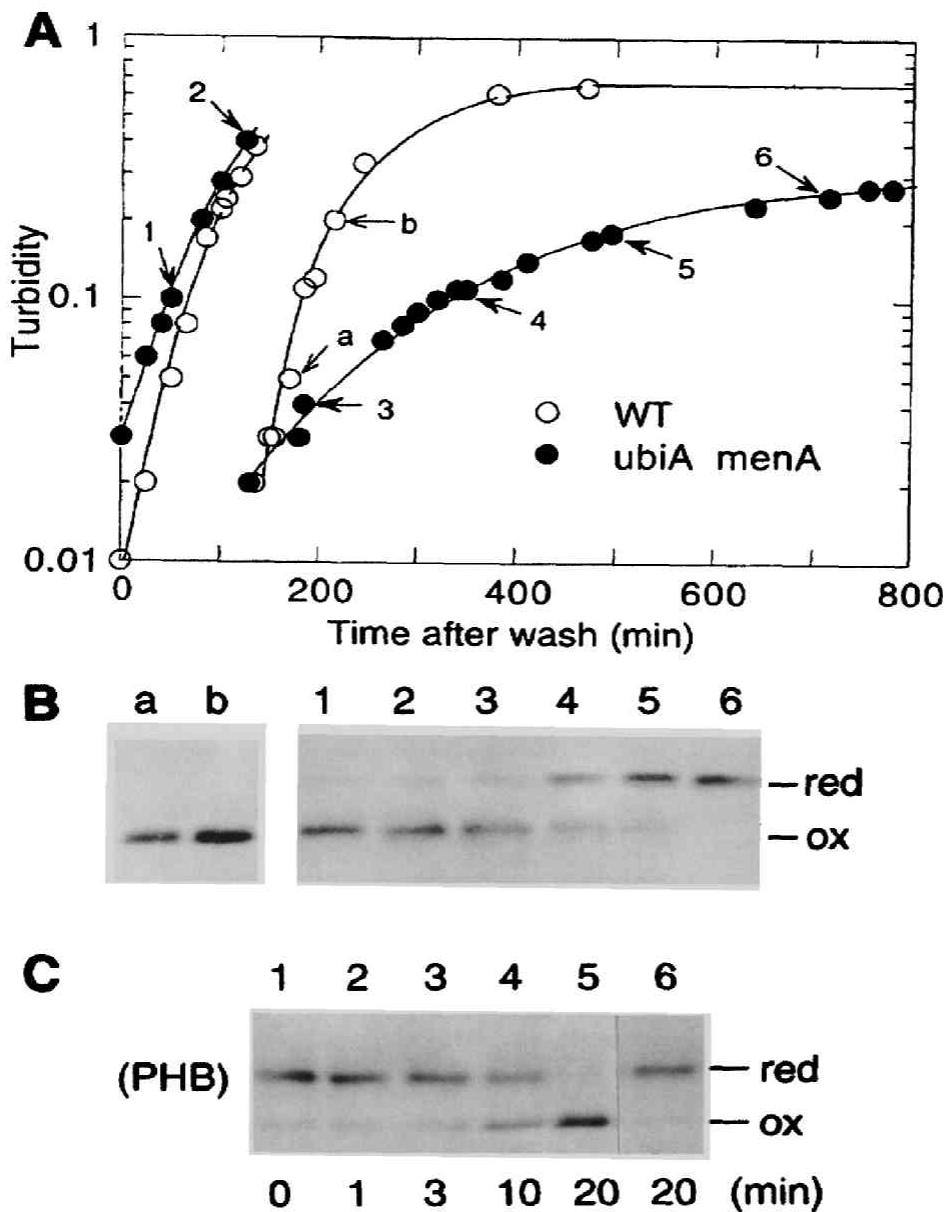 A
1
2
6
1
b
Turbidity
5
0.1
a
4
3
WT
ubiA menA
0.01
0 200 400 600 800
Time after wash (min)
B
a b 1 2 3 4 5 6
red
ox
C
1 2 3 4 5 6
(PHB)
red
ox
0 1 3 10 20 20 (min)